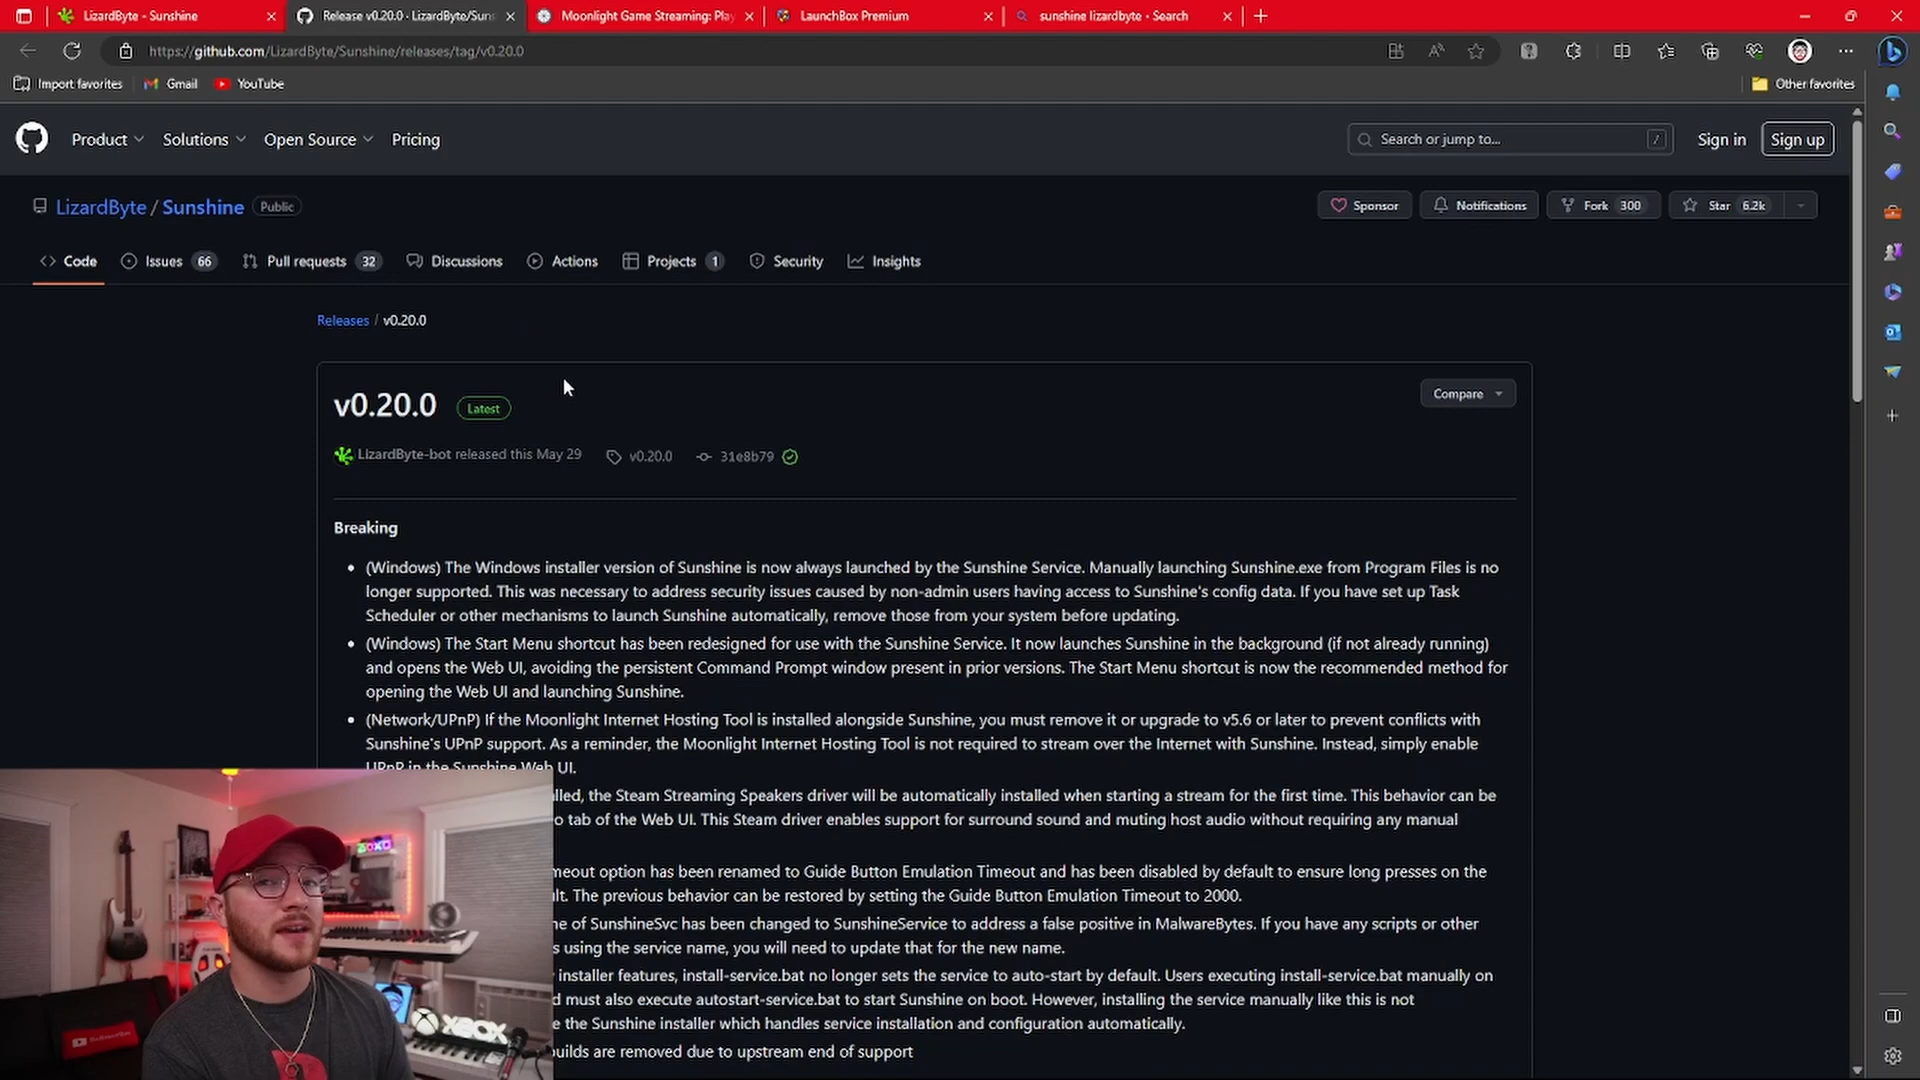 LizardByte - Sunshine
Release v0.20.0 · LizardByte/Suns
Moonlight Game Streaming: Play
LaunchBox Premium
sunshine lizardbyte - Search
https://github.com/LizardByte/Sunshine/releases/tag/v0.20.0
Import favorites
Gmail
YouTube
Other favorites
Product
Solutions
Open Source
Pricing
Search or jump to...
/
Sign in
Sign up
LizardByte / Sunshine
Public
Sponsor
Notifications
Fork 300
Star 6.2k
Code
Issues 66
Pull requests 32
Discussions
Actions
Projects 1
Security
Insights
Releases / v0.20.0
v0.20.0
Latest
Compare
LizardByte-bot released this May 29
v0.20.0
31e8b79
Breaking
(Windows) The Windows installer version of Sunshine is now always launched by the Sunshine Service. Manually launching Sunshine.exe from Program Files is no
longer supported. This was necessary to address security issues caused by non-admin users having access to Sunshine's config data. If you have set up Task
Scheduler or other mechanisms to launch Sunshine automatically, remove those from your system before updating.
(Windows) The Start Menu shortcut has been redesigned for use with the Sunshine Service. It now launches Sunshine in the background (if not already running)
and opens the Web UI, avoiding the persistent Command Prompt window present in prior versions. The Start Menu shortcut is now the recommended method for
opening the Web UI and launching Sunshine.
(Network/UPnP) If the Moonlight Internet Hosting Tool is installed alongside Sunshine, you must remove it or upgrade to v5.6 or later to prevent conflicts with
Sunshine's UPnP support. As a reminder, the Moonlight Internet Hosting Tool is not required to stream over the Internet with Sunshine. Instead, simply enable
UPnP in the Sunshine Web UI.
lled, the Steam Streaming Speakers driver will be automatically installed when starting a stream for the first time. This behavior can be
o tab of the Web UI. This Steam driver enables support for surround sound and muting host audio without requiring any manual
meout option has been renamed to Guide Button Emulation Timeout and has been disabled by default to ensure long presses on the
lt. The previous behavior can be restored by setting the Guide Button Emulation Timeout to 2000.
ne of SunshineSvc has been changed to SunshineService to address a false positive in MalwareBytes. If you have any scripts or other
s using the service name, you will need to update that for the new name.
installer features, install-service.bat no longer sets the service to auto-start by default. Users executing install-service.bat manually on
d must also execute autostart-service.bat to start Sunshine on boot. However, installing the service manually like this is not
e the Sunshine installer which handles service installation and configuration automatically.
builds are removed due to upstream end of support
XBOX
Subscribe